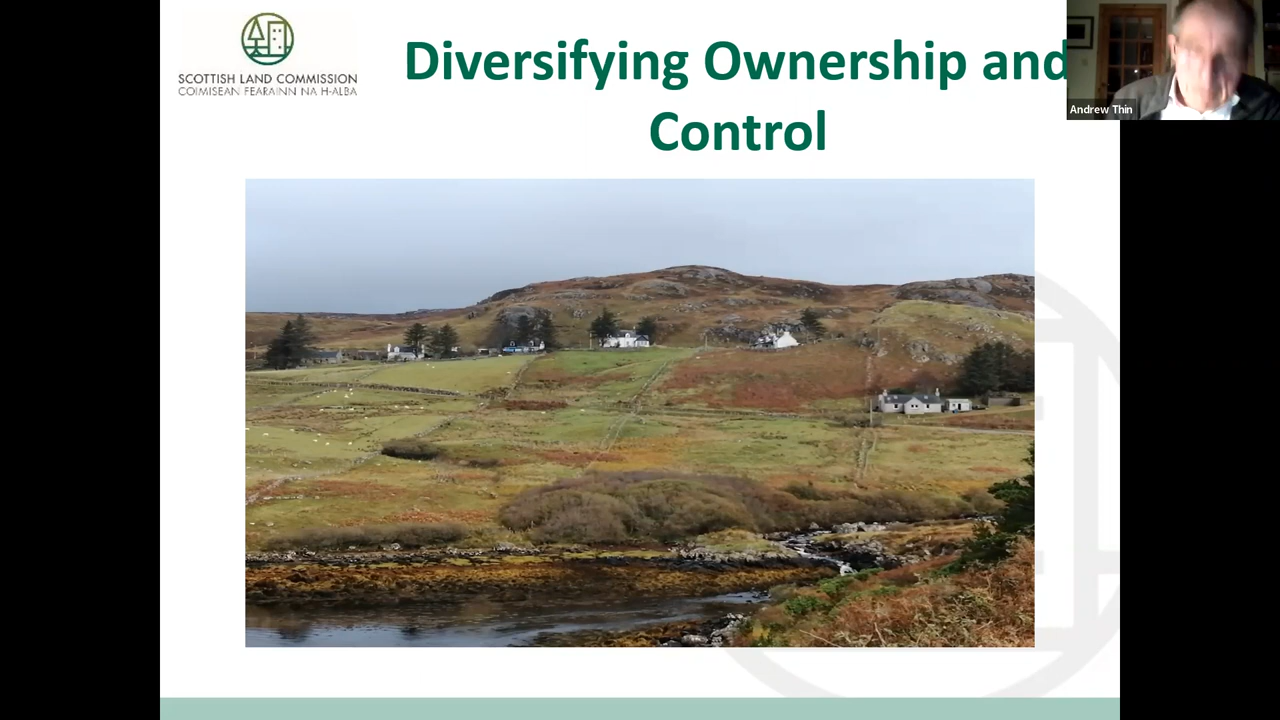 SCOTTISH LAND COMMISSION
COIMISEAN FEARAINN NA H-ALBA
Diversifying Ownership and
Control
Andrew Thin